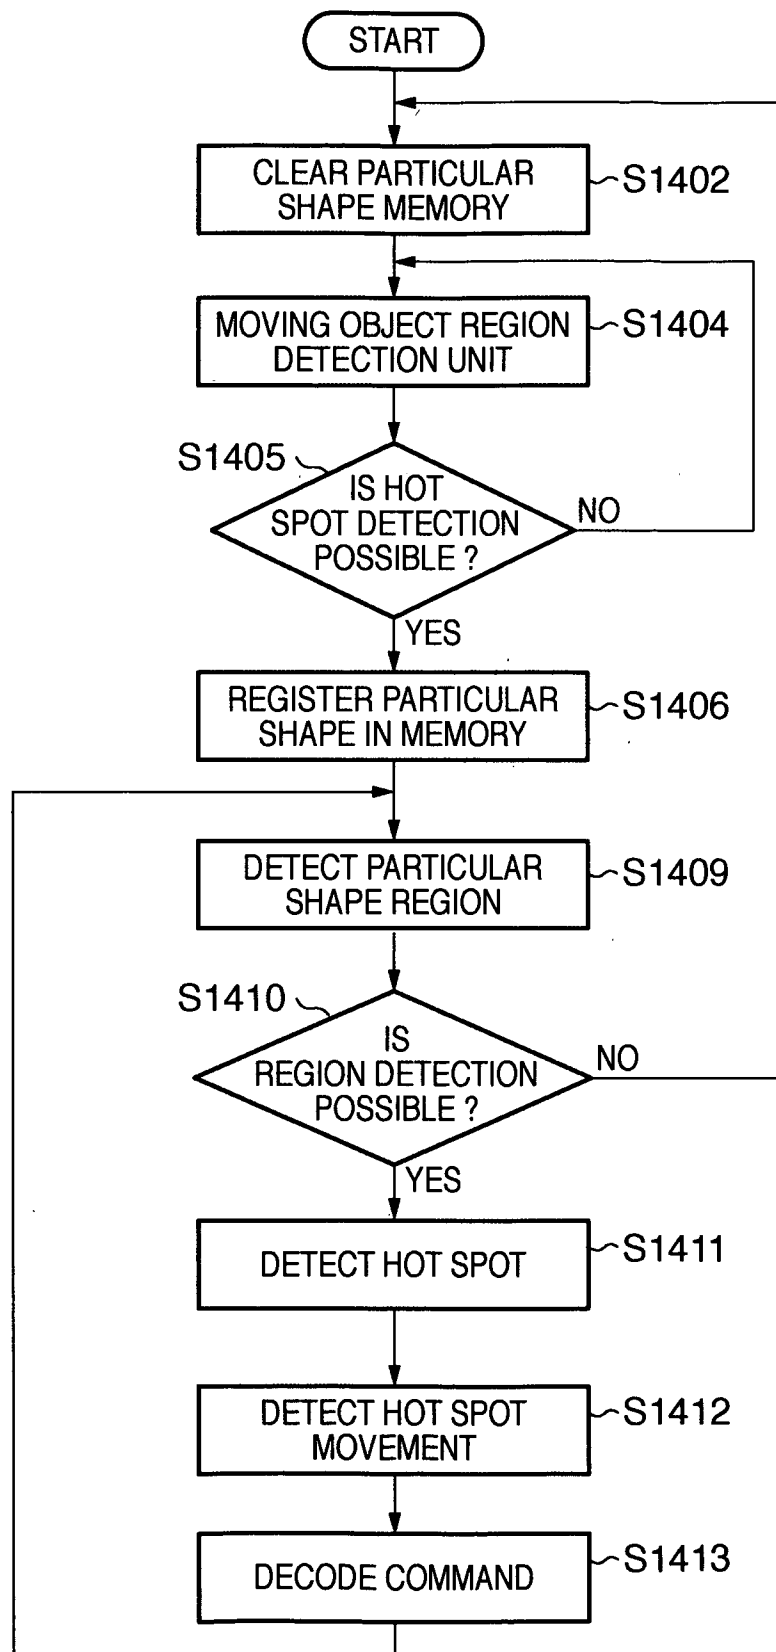 START
CLEAR PARTICULAR
SHAPE MEMORY
S1402
MOVING OBJECT REGION
DETECTION UNIT
S1404
S1405
IS HOT
SPOT DETECTION
POSSIBLE ?
NO
YES
REGISTER PARTICULAR
SHAPE IN MEMORY
S1406
DETECT PARTICULAR
SHAPE REGION
S1409
S1410
IS
REGION DETECTION
POSSIBLE ?
NO
YES
DETECT HOT SPOT
S1411
DETECT HOT SPOT
MOVEMENT
S1412
DECODE COMMAND
S1413